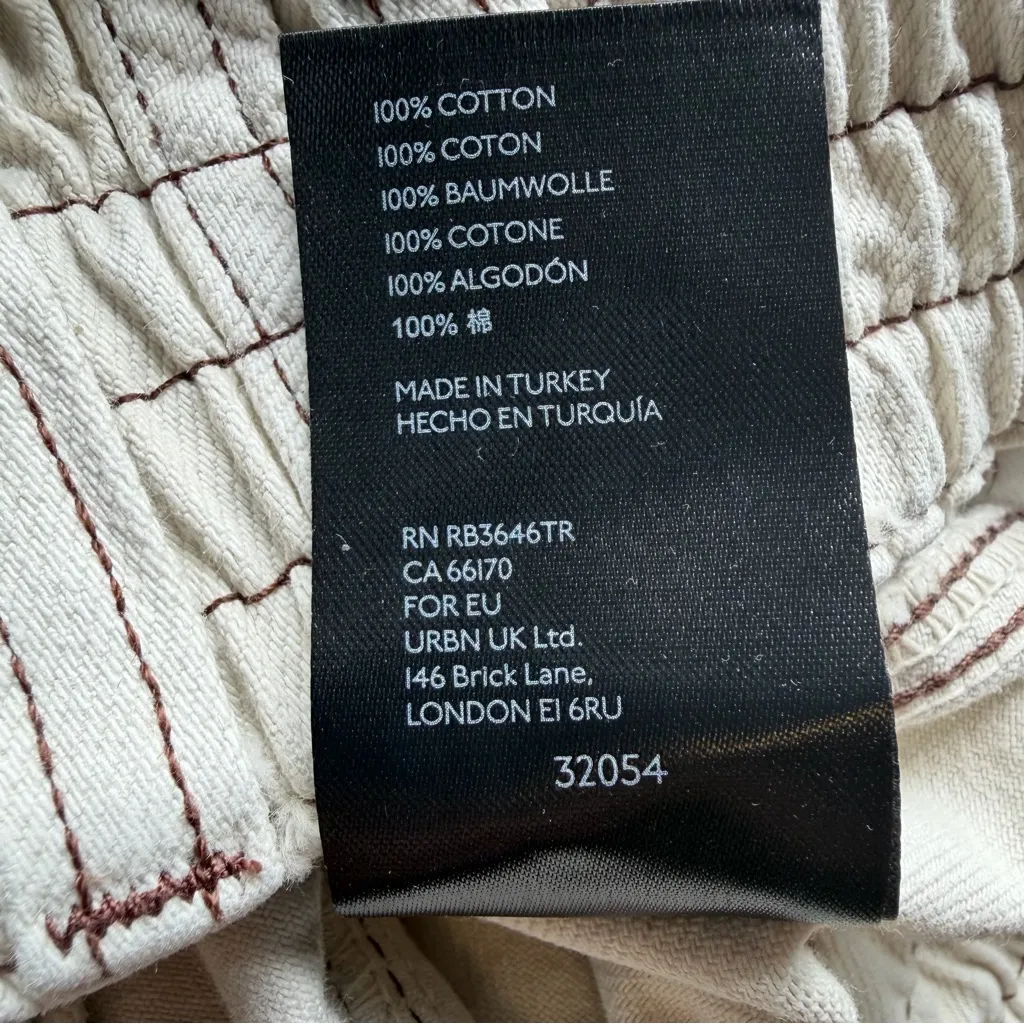 100% COTTON
100% COTON
100% BAUMWOLLE
100% COTONE
100% ALGODÓN
100% 棉
MADE IN TURKEY
HECHO EN TURQUÍA
RN RB3646TR
CA 66170
FOR EU
URBN UK Ltd.
146 Brick Lane,
LONDON E1 6RU
32054